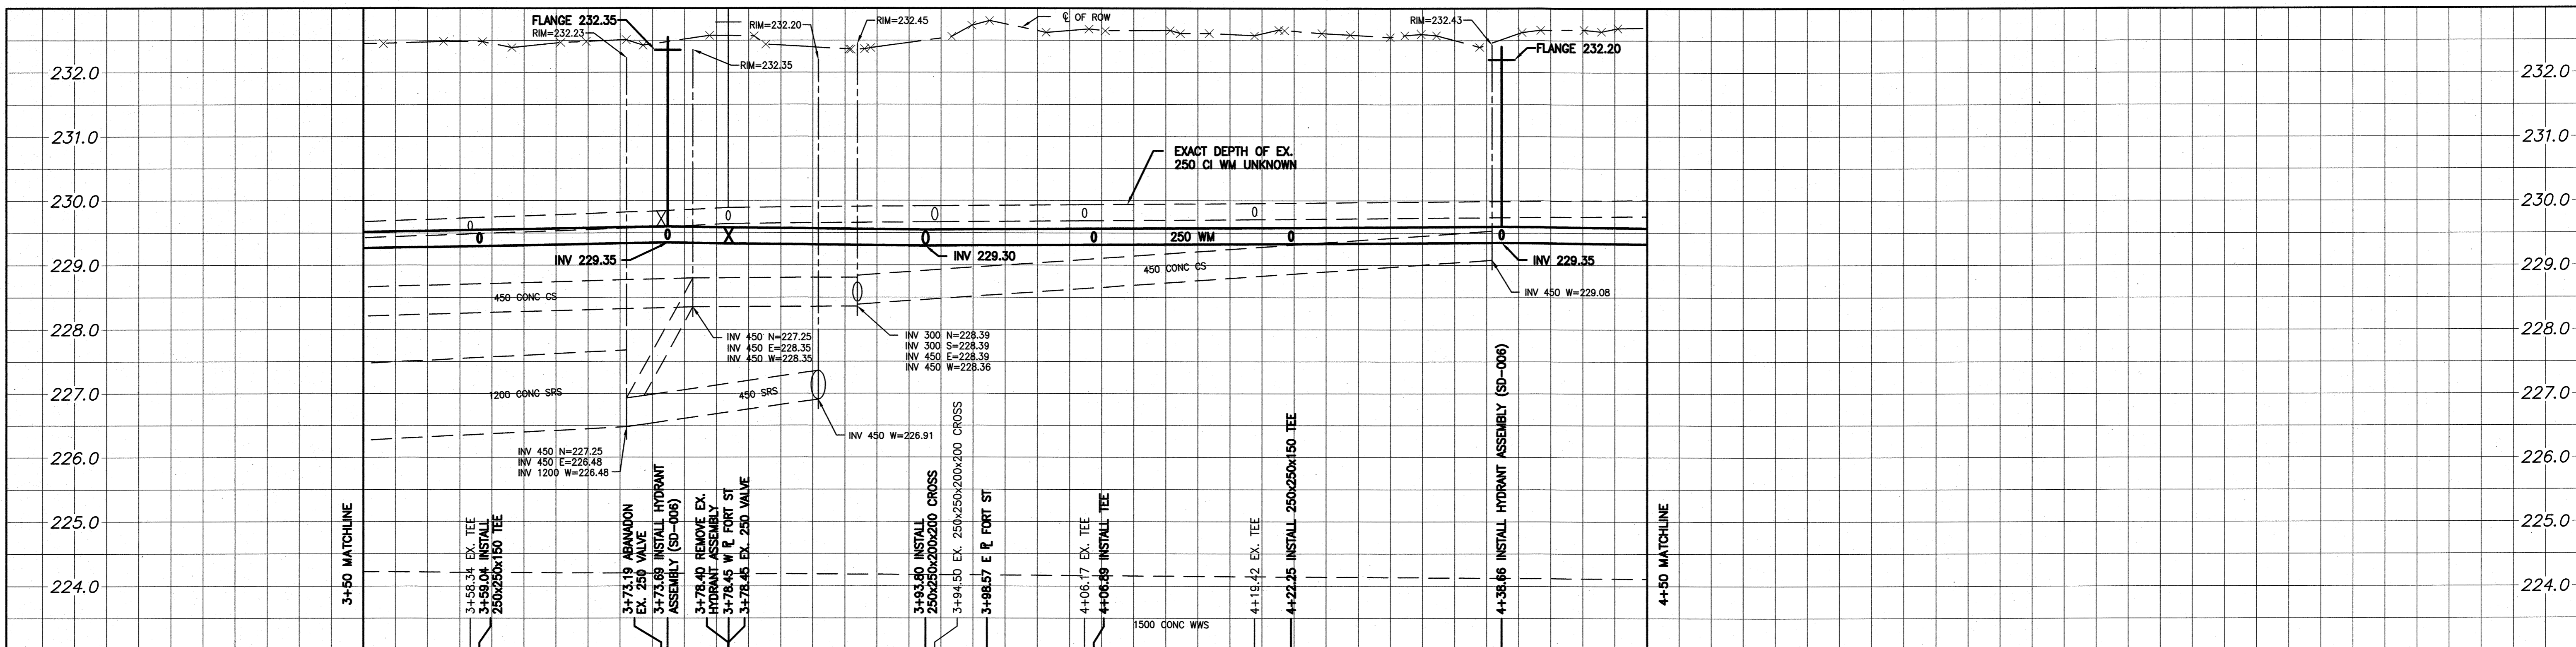 FLANGE 232.35
RIM=232.23
RIM=232.20
RIM=232.45
℄ OF ROW
RIM=232.43
FLANGE 232.20
RIM=232.35
232.0
232.0
231.0
231.0
EXACT DEPTH OF EX.
250 CI WM UNKNOWN
230.0
230.0
250 WM
INV 229.35
INV 229.30
INV 229.35
229.0
229.0
450 CONC CS
450 CONC CS
INV 450 W=229.08
228.0
228.0
INV 450 N=227.25
INV 450 E=228.35
INV 450 W=228.35
INV 300 N=228.39
INV 300 S=228.39
INV 450 E=228.39
INV 450 W=228.36
227.0
227.0
1200 CONC SRS
450 SRS
INV 450 W=226.91
INV 450 N=227.25
INV 450 E=226.48
INV 1200 W=226.48
226.0
226.0
225.0
225.0
224.0
224.0
3+50 MATCHLINE
3+58.34 EX. TEE
3+59.04 INSTALL
250x250x150 TEE
3+73.19 ABANADON
EX. 250 VALVE
3+73.69 INSTALL HYDRANT
ASSEMBLY (SD-006)
3+78.40 REMOVE EX.
HYDRANT ASSEMBLY
3+78.45 W ⅊ FORT ST
3+78.45 EX. 250 VALVE
3+93.80 INSTALL
250x250x200x200 CROSS
3+94.50 EX. 250x250x200x200 CROSS
3+98.57 E ⅊ FORT ST
4+06.17 EX. TEE
4+06.89 INSTALL TEE
4+19.42 EX. TEE
4+22.25 INSTALL 250x250x150 TEE
4+38.66 INSTALL HYDRANT ASSEMBLY (SD-006)
4+50 MATCHLINE
1500 CONC WWS